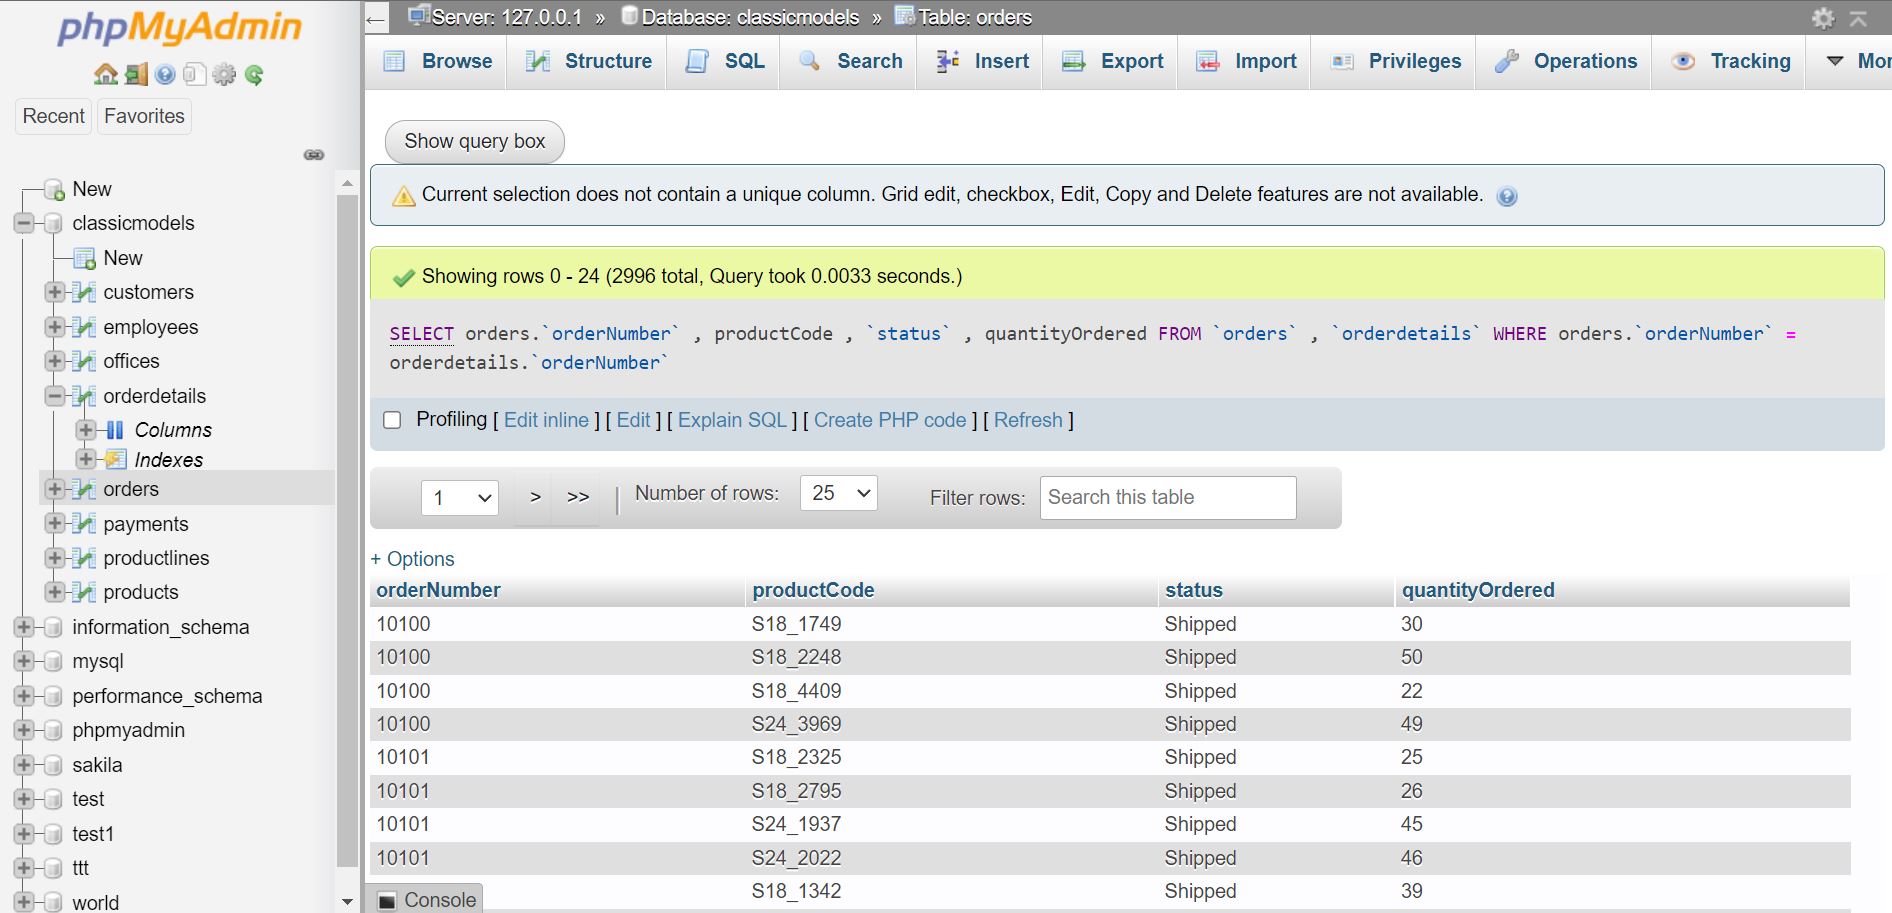 phpMyAdmin
Recent
Favorites
New
classicmodels
New
customers
employees
offices
orderdetails
Columns
Indexes
orders
payments
productlines
products
information_schema
mysql
performance_schema
phpmyadmin
sakila
test
test1
ttt
world
Server: 127.0.0.1 » Database: classicmodels » Table: orders
Browse Structure SQL Search Insert Export Import Privileges Operations Tracking Mor
Show query box
Current selection does not contain a unique column. Grid edit, checkbox, Edit, Copy and Delete features are not available.
Showing rows 0 - 24 (2996 total, Query took 0.0033 seconds.)
SELECT orders.`orderNumber` , productCode , `status` , quantityOrdered FROM `orders` , `orderdetails` WHERE orders.`orderNumber` =
orderdetails.`orderNumber`
Profiling [ Edit inline ] [ Edit ] [ Explain SQL ] [ Create PHP code ] [ Refresh ]
1 > >> | Number of rows: 25 Filter rows: Search this table
+ Options
orderNumber productCode status quantityOrdered
10100 S18_1749 Shipped 30
10100 S18_2248 Shipped 50
10100 S18_4409 Shipped 22
10100 S24_3969 Shipped 49
10101 S18_2325 Shipped 25
10101 S18_2795 Shipped 26
10101 S24_1937 Shipped 45
10101 S24_2022 Shipped 46
S18_1342 Shipped 39
Console